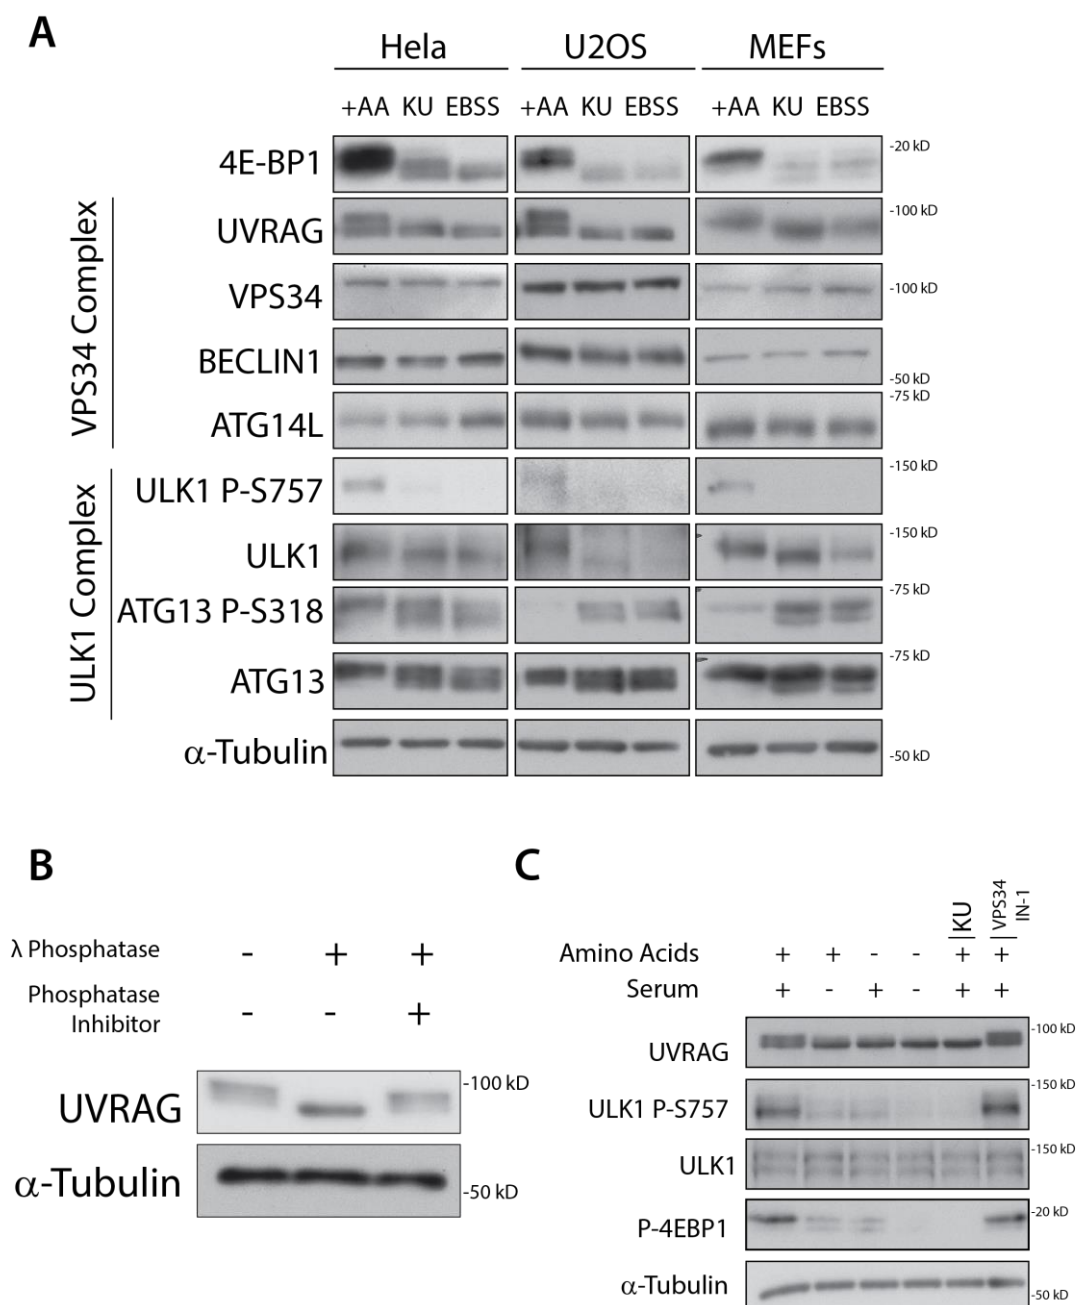 A
Hela U2OS MEFs
+AA KU EBSS +AA KU EBSS +AA KU EBSS
4E-BP1 -20 kD
VPS34 Complex
UVRAG -100 kD
VPS34 -100 kD
BECLIN1 -50 kD
ATG14L -75 kD
ULK1 Complex
ULK1 P-S757 -150 kD
ULK1 -150 kD
ATG13 P-S318 -75 kD
ATG13 -75 kD
α-Tubulin -50 kD
B
λ Phosphatase - + +
Phosphatase
Inhibitor - - +
UVRAG -100 kD
α-Tubulin -50 kD
C
KU VPS34
IN-1
Amino Acids + + - - + +
Serum + - + - + +
UVRAG -100 kD
ULK1 P-S757 -150 kD
ULK1 -150 kD
P-4EBP1 -20 kD
α-Tubulin -50 kD